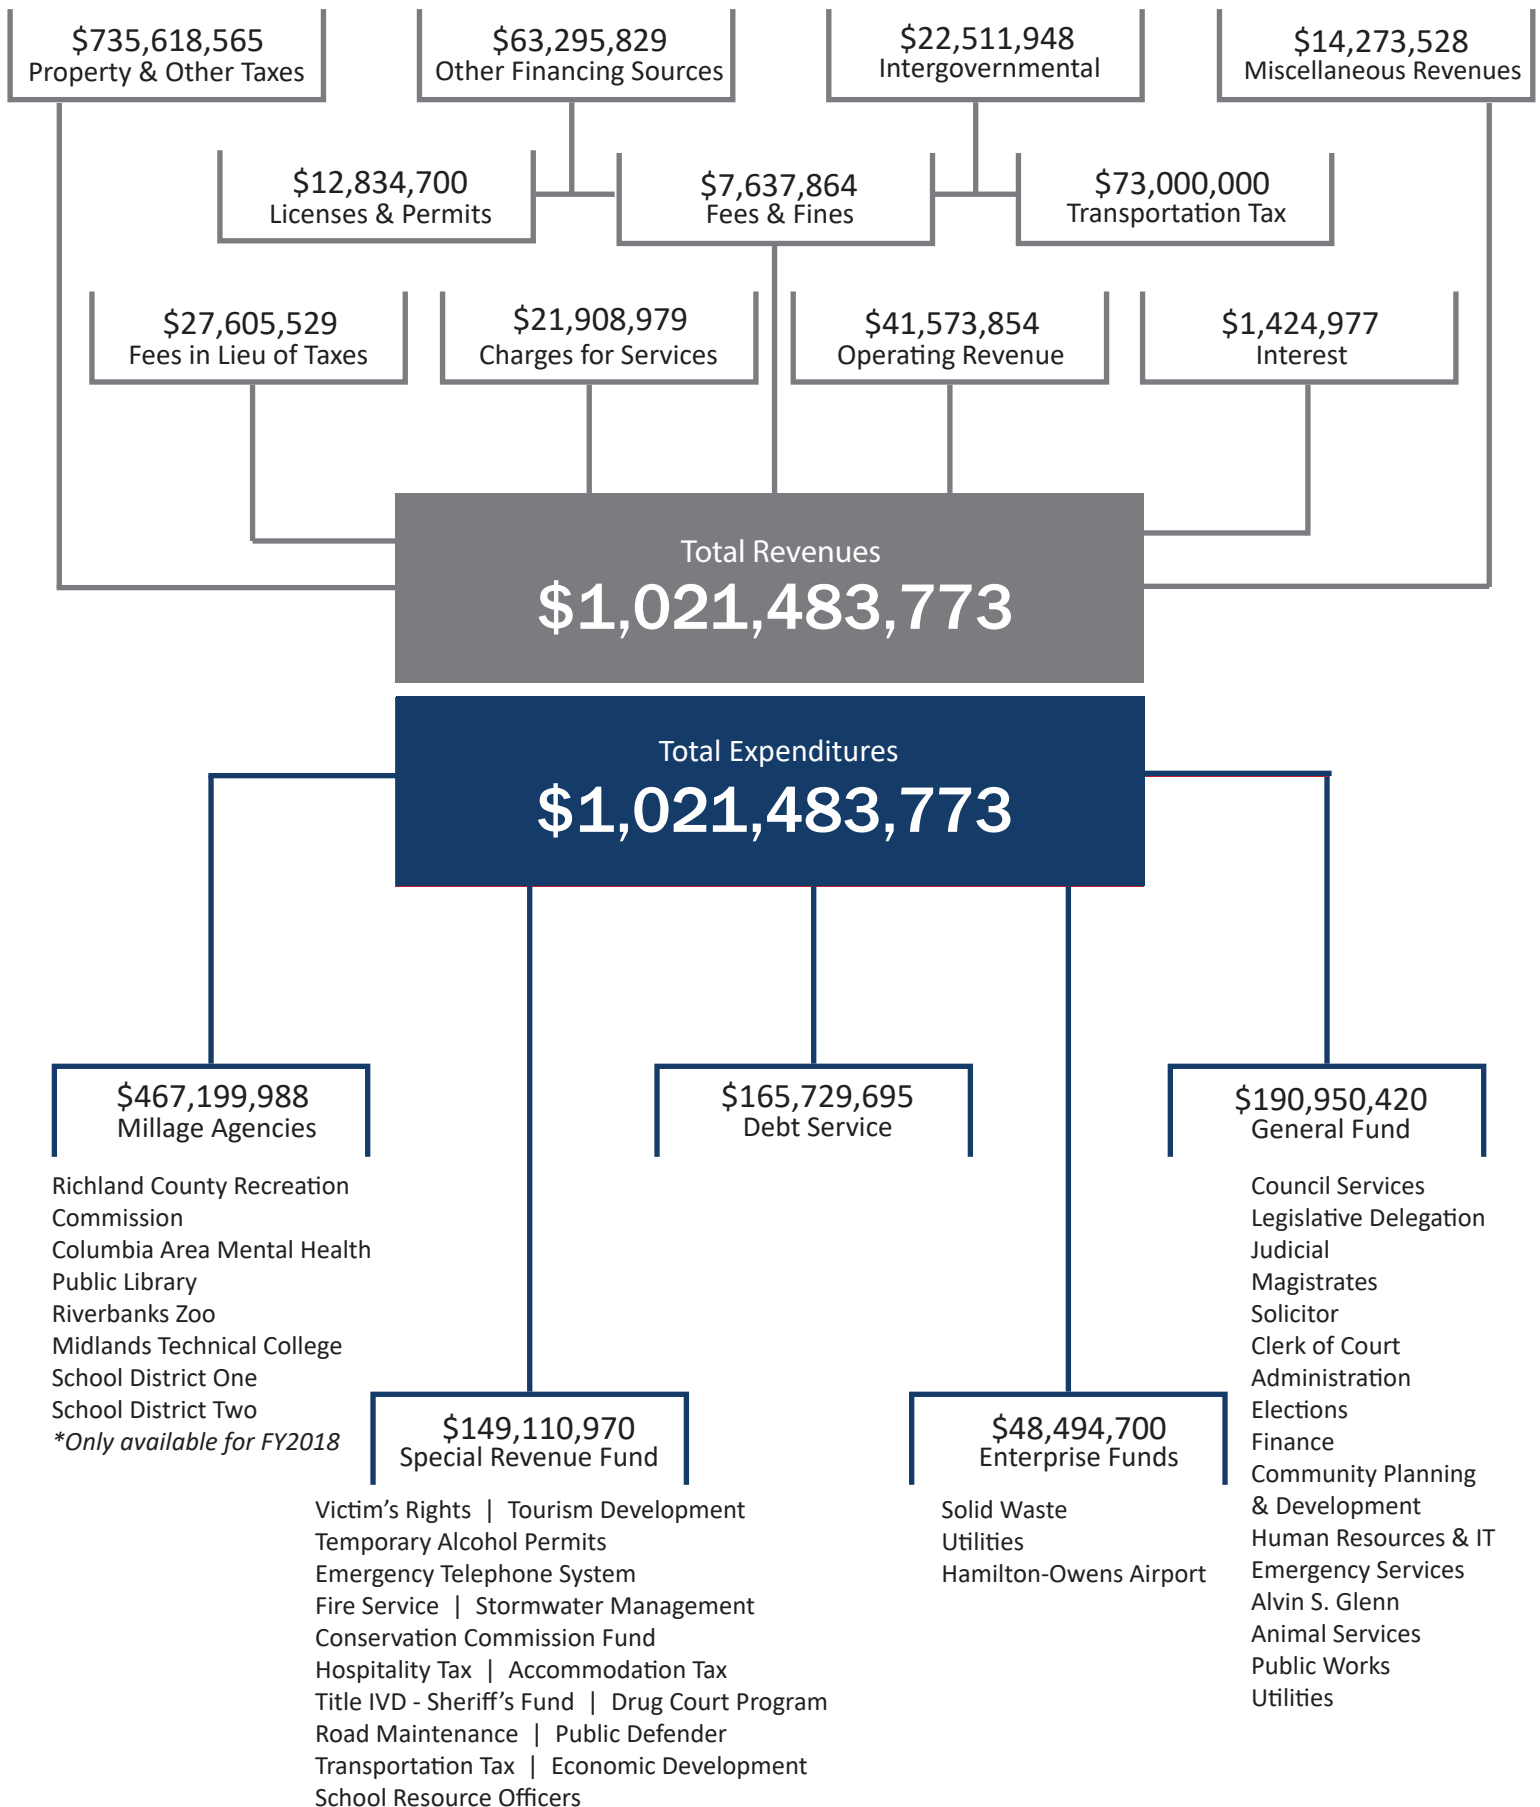 $735,618,565
Property & Other Taxes
$63,295,829
Other Financing Sources
$22,511,948
Intergovernmental
$14,273,528
Miscellaneous Revenues
$12,834,700
Licenses & Permits
$7,637,864
Fees & Fines
$73,000,000
Transportation Tax
$27,605,529
Fees in Lieu of Taxes
$21,908,979
Charges for Services
$41,573,854
Operating Revenue
$1,424,977
Interest
Total Revenues
$1,021,483,773
Total Expenditures
$1,021,483,773
$467,199,988
Millage Agencies
Richland County Recreation
Commission
Columbia Area Mental Health
Public Library
Riverbanks Zoo
Midlands Technical College
School District One
School District Two
*Only available for FY2018
$149,110,970
Special Revenue Fund
Victim’s Rights | Tourism Development
Temporary Alcohol Permits
Emergency Telephone System
Fire Service | Stormwater Management
Conservation Commission Fund
Hospitality Tax | Accommodation Tax
Title IVD - Sheriff’s Fund | Drug Court Program
Road Maintenance | Public Defender
Transportation Tax | Economic Development
School Resource Officers
$165,729,695
Debt Service
$48,494,700
Enterprise Funds
Solid Waste
Utilities
Hamilton-Owens Airport
$190,950,420
General Fund
Council Services
Legislative Delegation
Judicial
Magistrates
Solicitor
Clerk of Court
Administration
Elections
Finance
Community Planning
& Development
Human Resources & IT
Emergency Services
Alvin S. Glenn
Animal Services
Public Works
Utilities